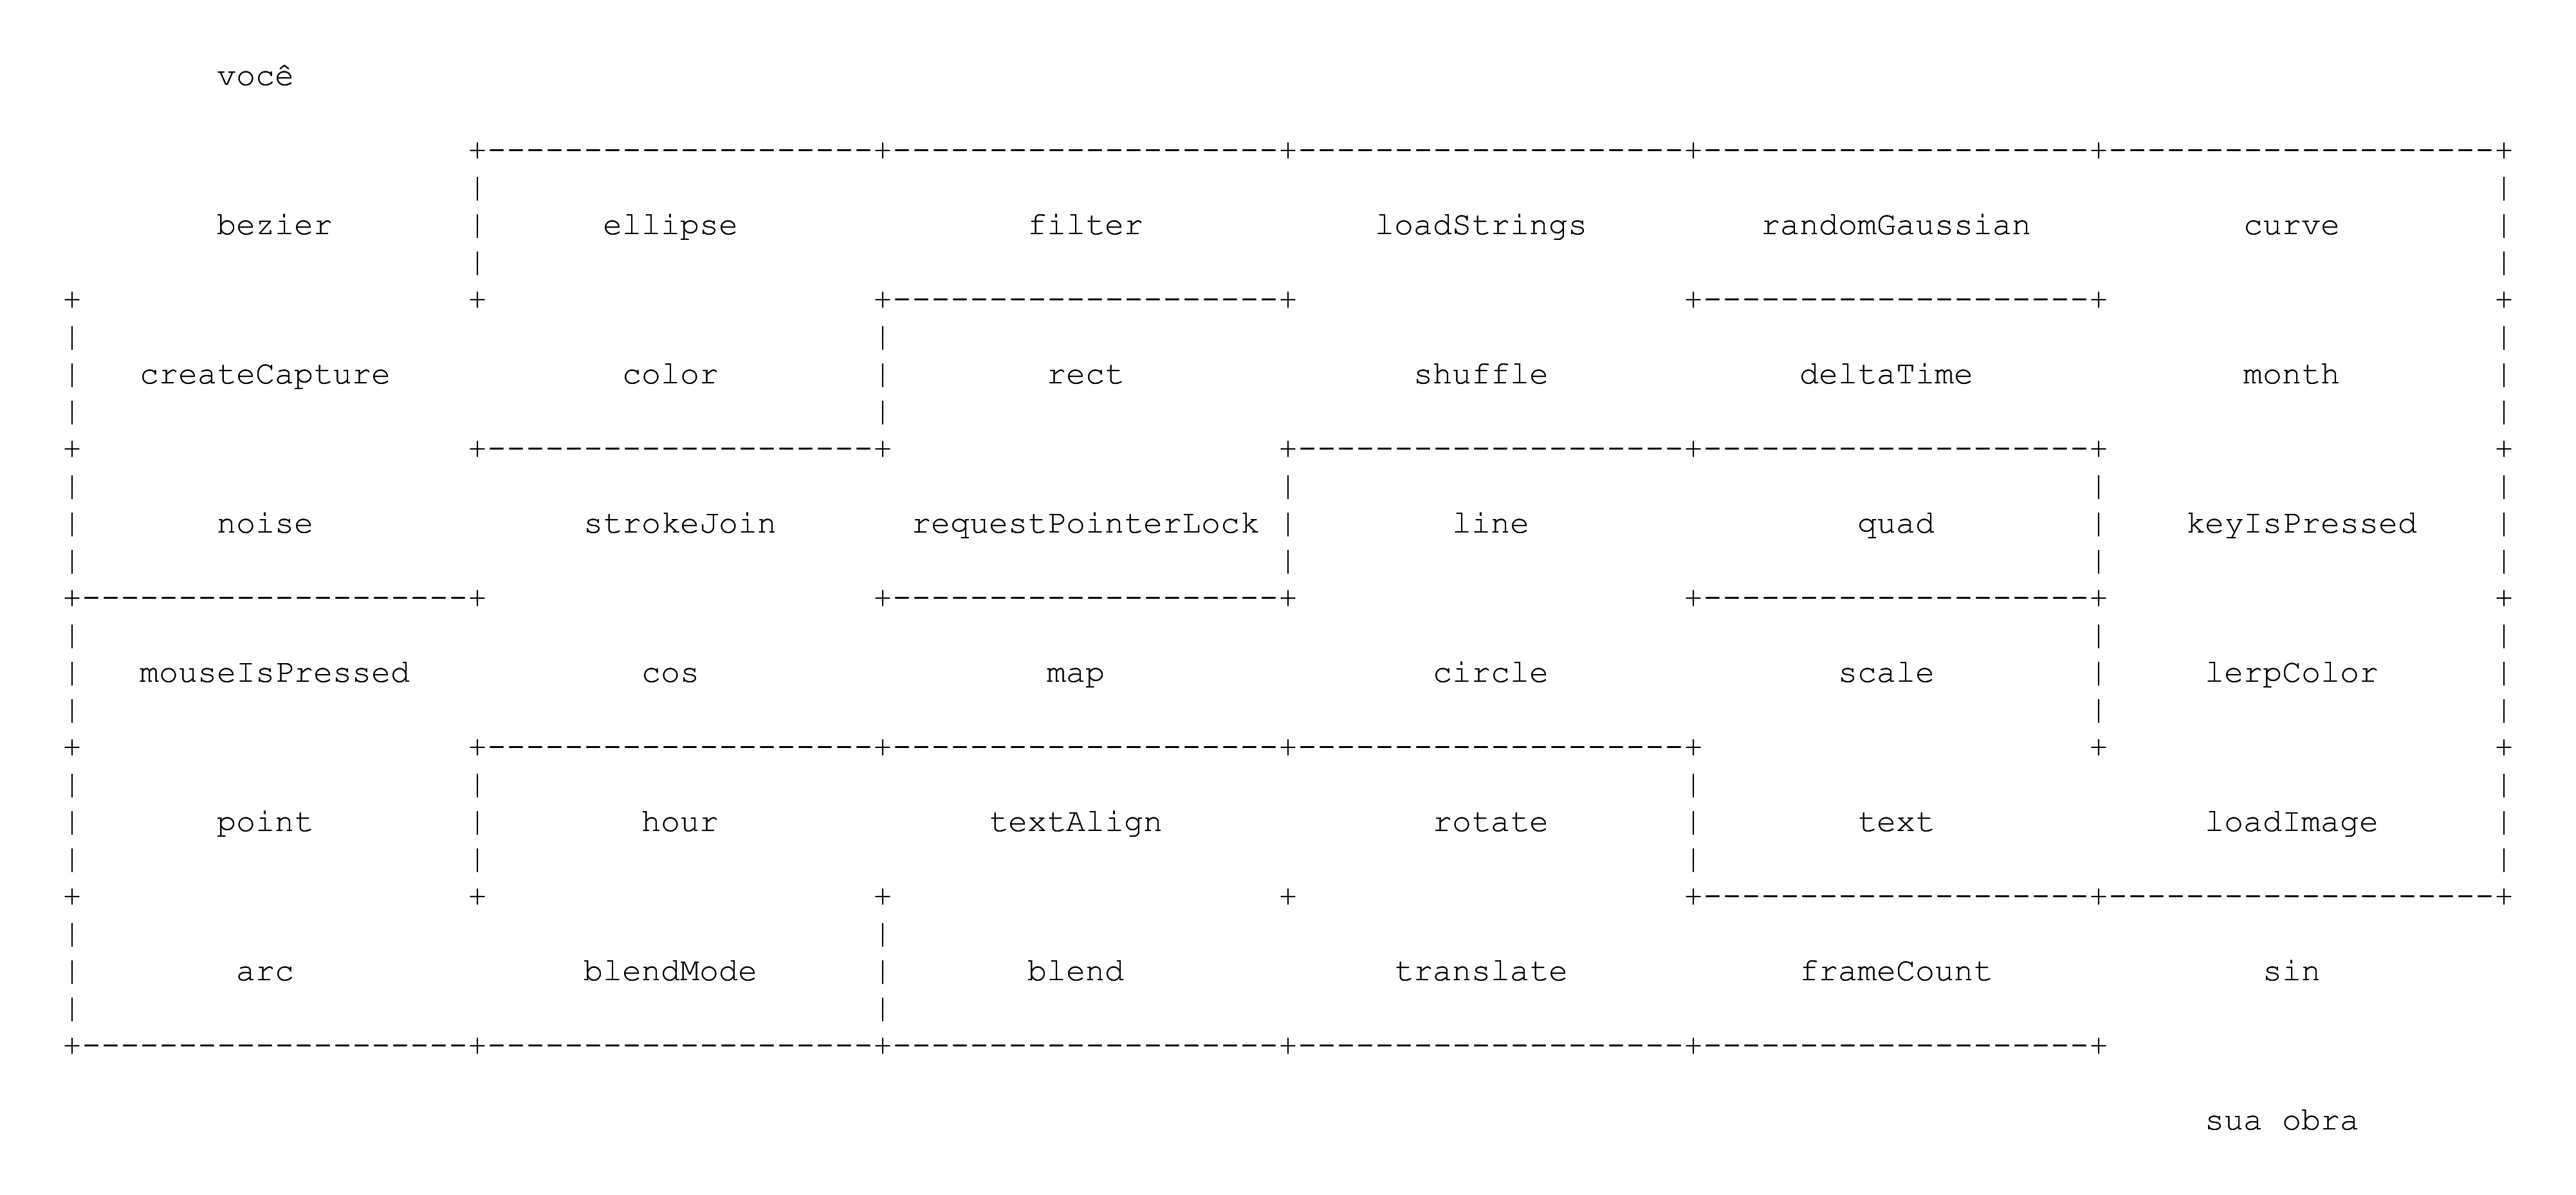 você
bezier ellipse filter loadStrings randomGaussian curve
createCapture color rect shuffle deltaTime month
noise strokeJoin requestPointerLock line quad keyIsPressed
mouseIsPressed cos map circle scale lerpColor
point hour textAlign rotate text loadImage
arc blendMode blend translate frameCount sin
sua obra